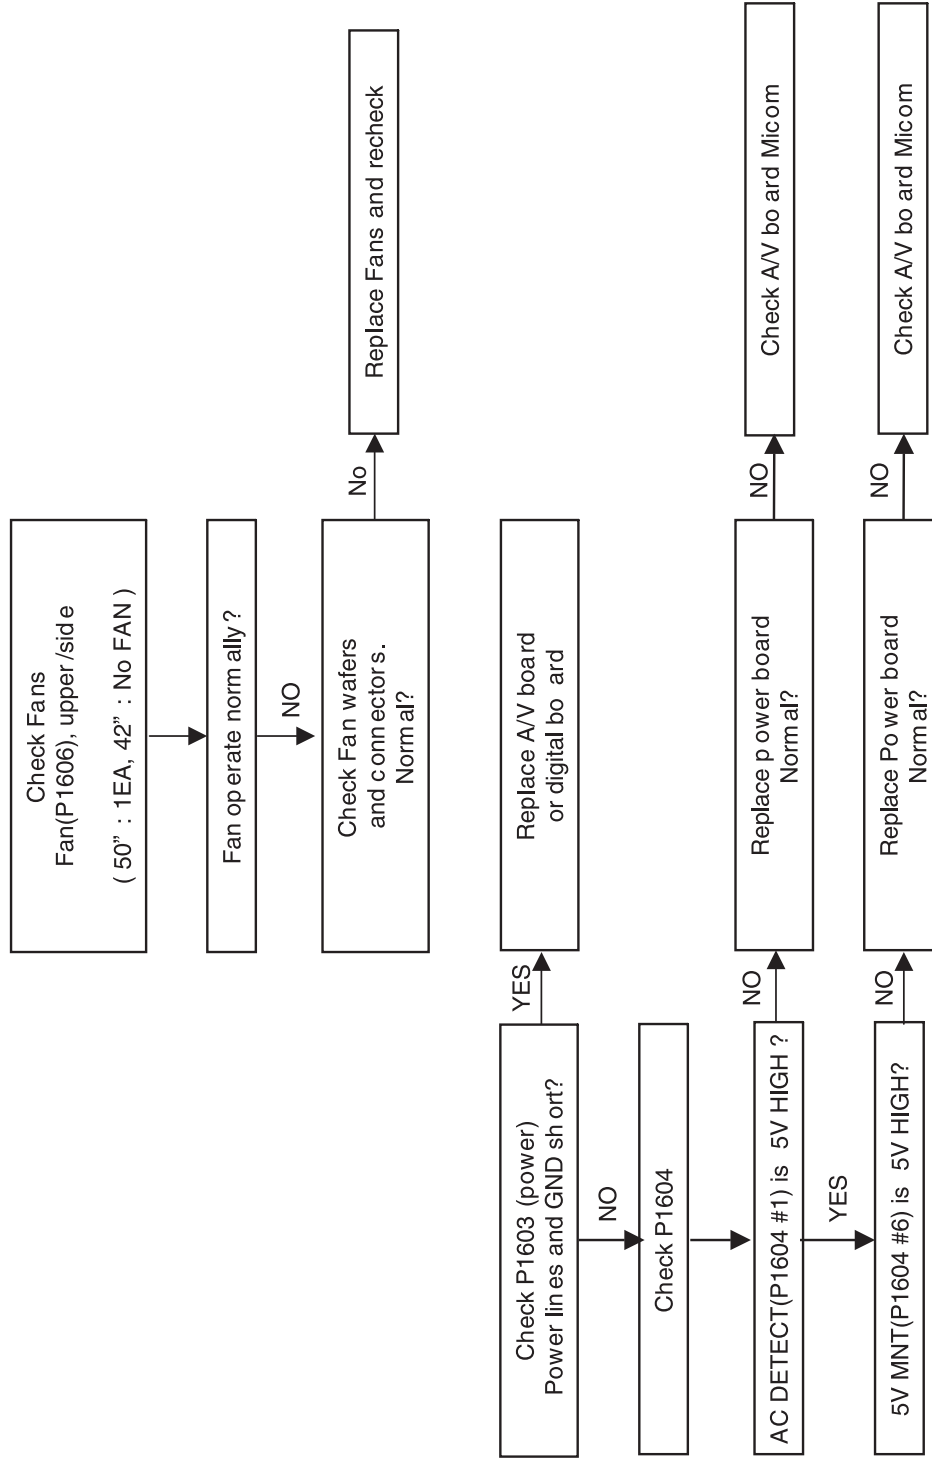 Check Fans
Fan(P1606), upper/side
( 50” : 1EA, 42” : No FAN )
Fan operate normally?
NO
Check Fan wafers
and connectors.
Normal?
No
Replace Fans and recheck
Check P1603 (power)
Power lines and GND short?
YES
Replace A/V board
or digital board
NO
Check P1604
AC DETECT(P1604 #1) is 5V HIGH ?
NO
Replace power board
Normal?
NO
Check A/V board Micom
YES
5V MNT(P1604 #6) is 5V HIGH?
NO
Replace Power board
Normal?
NO
Check A/V board Micom